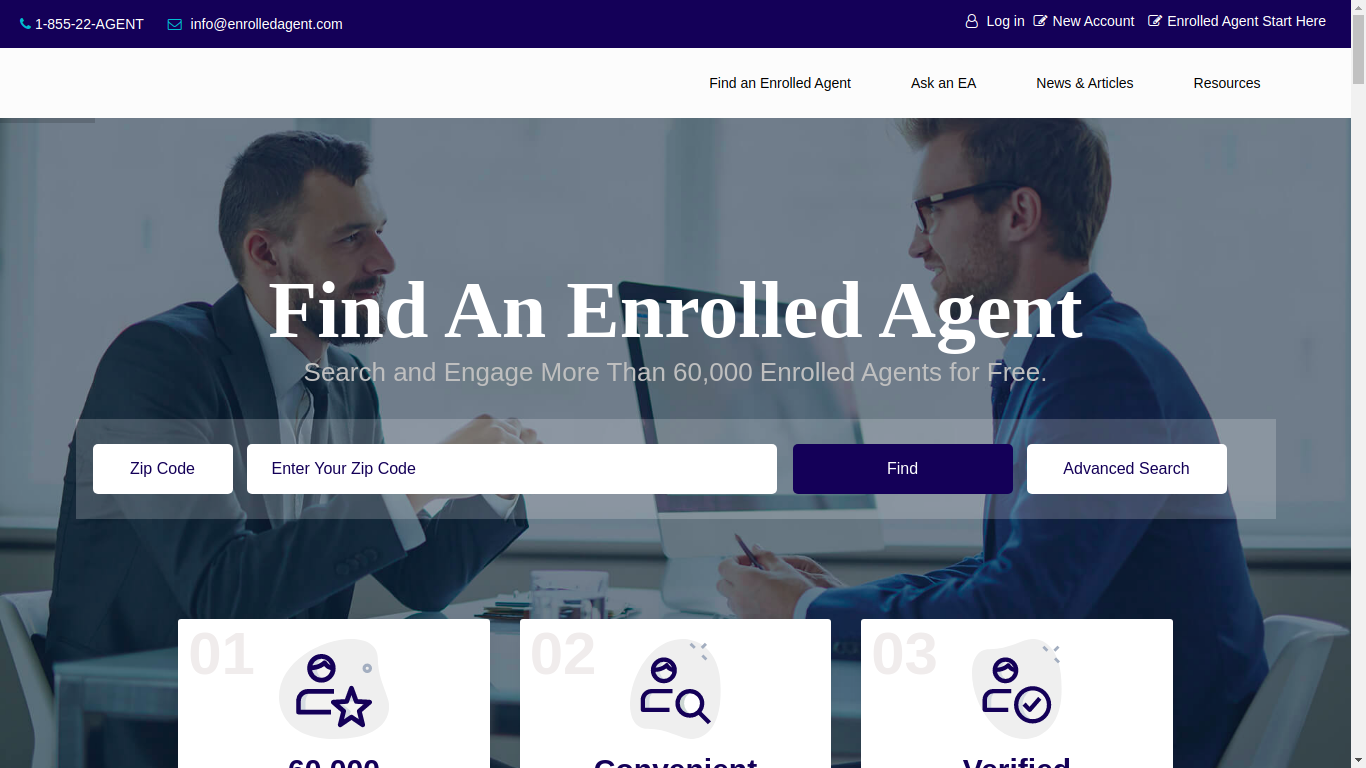 1-855-22-AGENT info@enrolledagent.com Log in New Account Enrolled Agent Start Here
Find an Enrolled Agent Ask an EA News & Articles Resources
Find An Enrolled Agent
Search and Engage More Than 60,000 Enrolled Agents for Free.
Zip Code Enter Your Zip Code Find Advanced Search
01 02 03
60,000 Convenient Verified